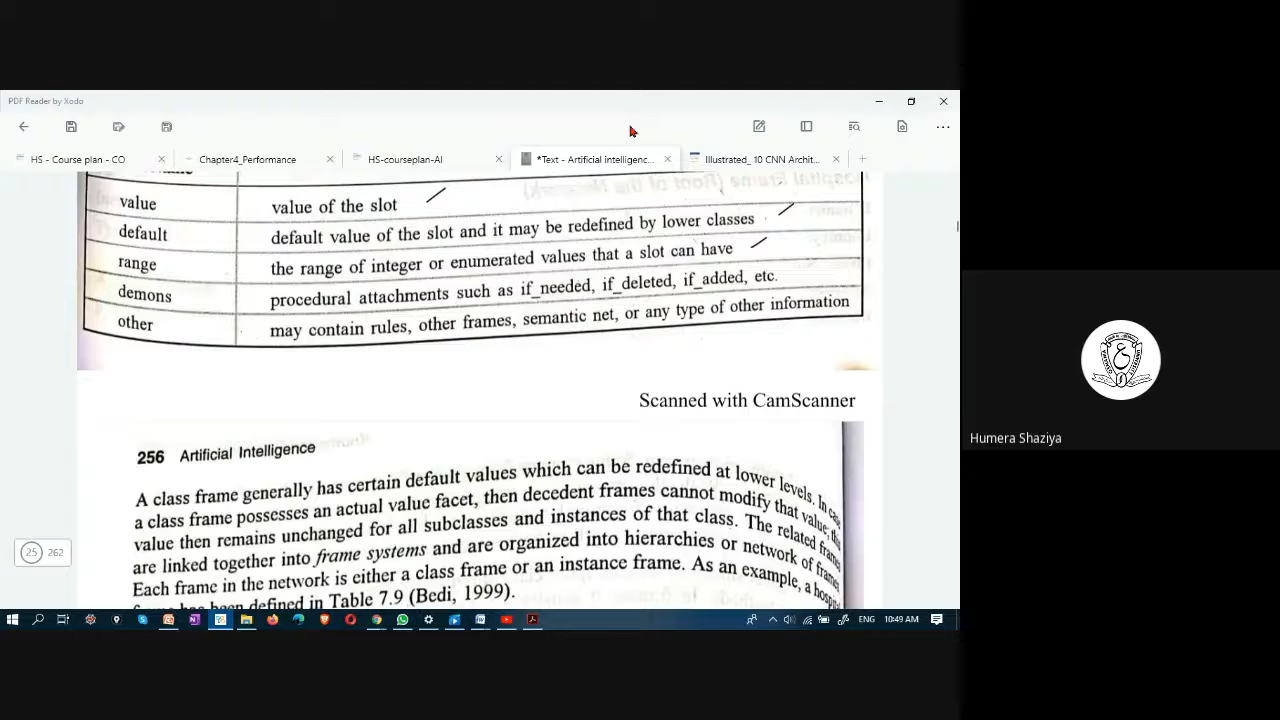 PDF Reader by Xodo
HS - Course plan - CO
Chapter4_Performance
HS-courseplan-AI
*Text - Artificial intelligenc...
Illustrated_ 10 CNN Archit...
value value of the slot
default default value of the slot and it may be redefined by lower classes
range the range of integer or enumerated values that a slot can have
demons procedural attachments such as if_needed, if_deleted, if_added, etc.
other may contain rules, other frames, semantic net, or any type of other information
Scanned with CamScanner
256 Artificial Intelligence
A class frame generally has certain default values which can be redefined at lower levels. In case
a class frame possesses an actual value facet, then decedent frames cannot modify that value, this
value then remains unchanged for all subclasses and instances of that class. The related frames
are linked together into frame systems and are organized into hierarchies or network of frames
Each frame in the network is either a class frame or an instance frame. As an example, a
frame has been defined in Table 7.9 (Bedi, 1999).
25 262
ENG 10:49 AM
Humera Shaziya